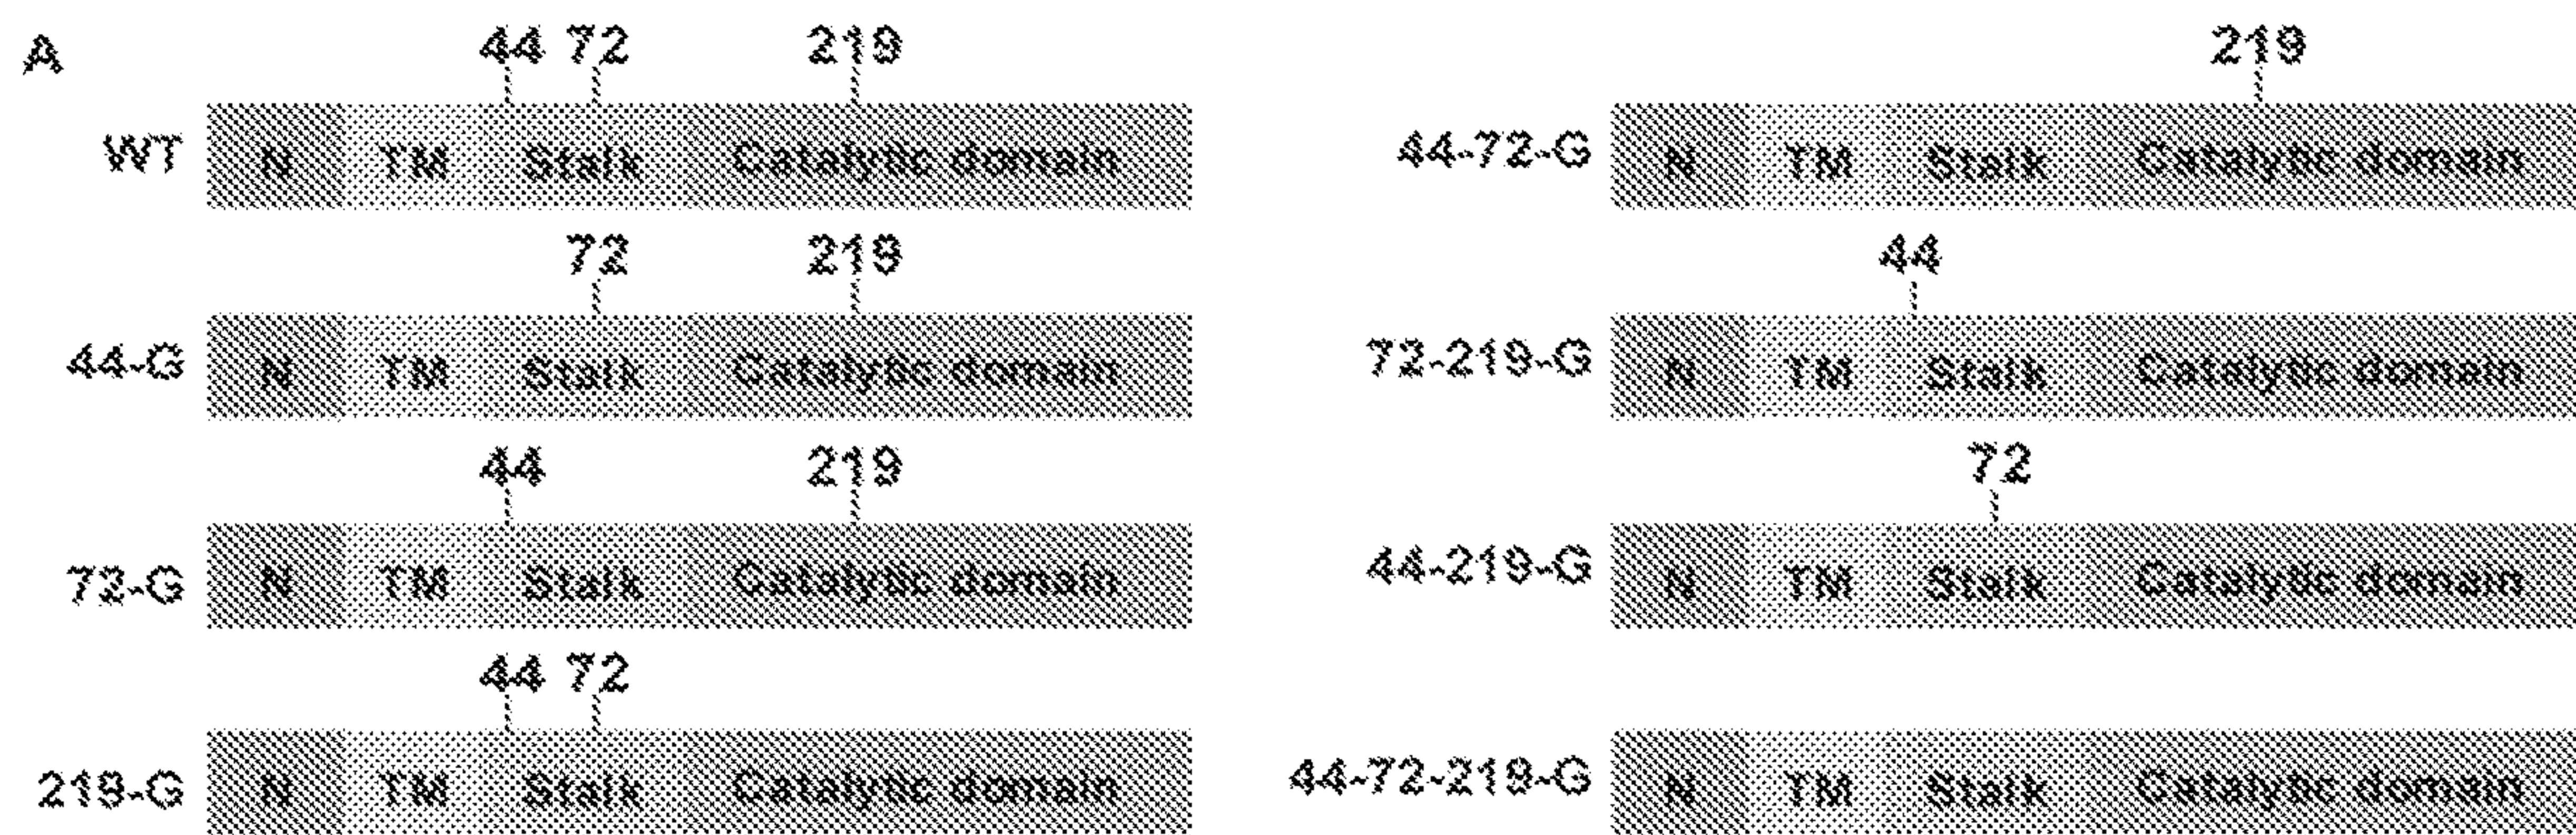 A
44 72 219
WT N TM Stalk Catalytic domain
72 219
44-G N TM Stalk Catalytic domain
44 219
72-G N TM Stalk Catalytic domain
44 72
219-G N TM Stalk Catalytic domain
219
44-72-G N TM Stalk Catalytic domain
44
72-219-G N TM Stalk Catalytic domain
72
44-219-G N TM Stalk Catalytic domain
44-72-219-G N TM Stalk Catalytic domain